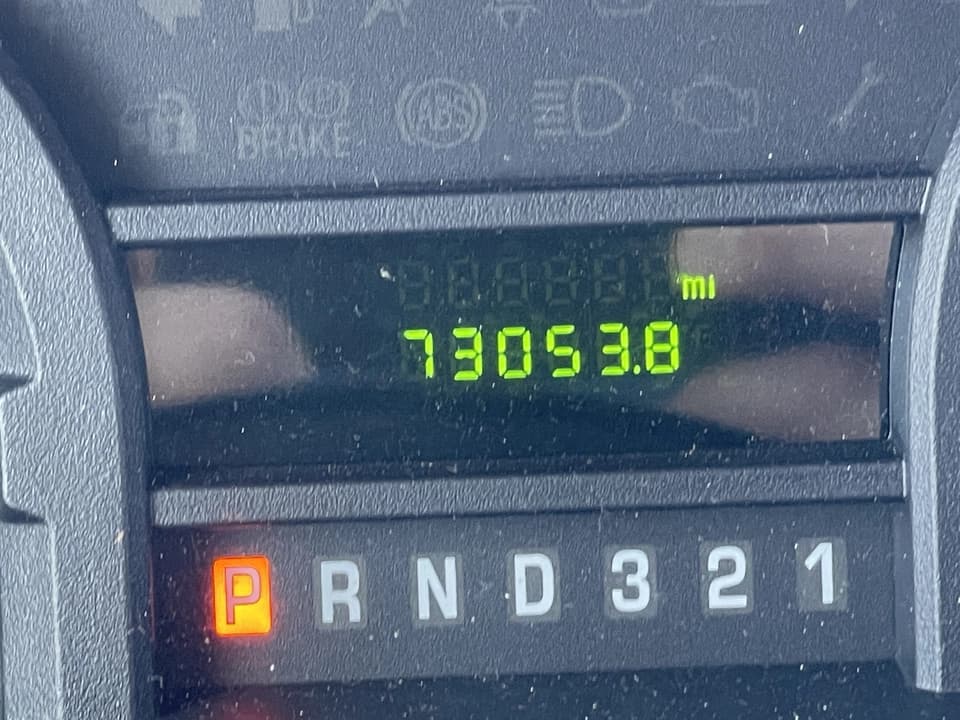 BRAKE ABS
mi
73053.8
P R N D 3 2 1